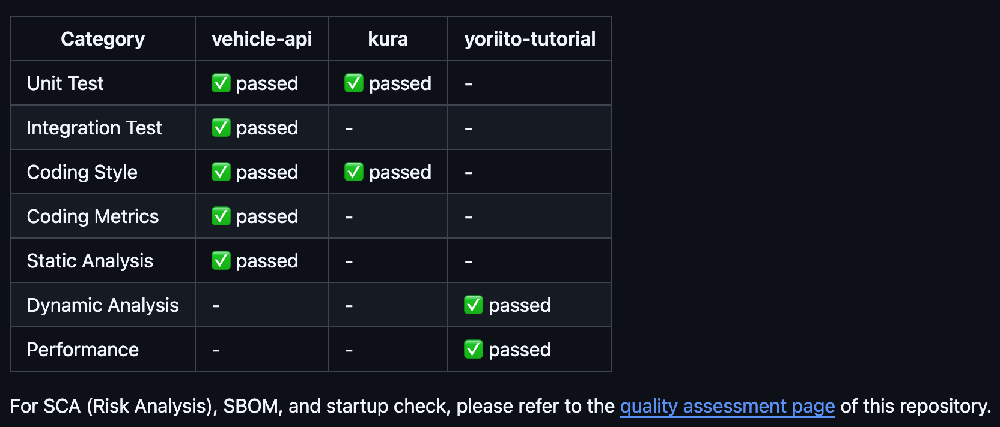 Category vehicle-api kura yoriito-tutorial
Unit Test ✅ passed ✅ passed -
Integration Test ✅ passed - -
Coding Style ✅ passed ✅ passed -
Coding Metrics ✅ passed - -
Static Analysis ✅ passed - -
Dynamic Analysis - - ✅ passed
Performance - - ✅ passed
For SCA (Risk Analysis), SBOM, and startup check, please refer to the quality assessment page of this repository.